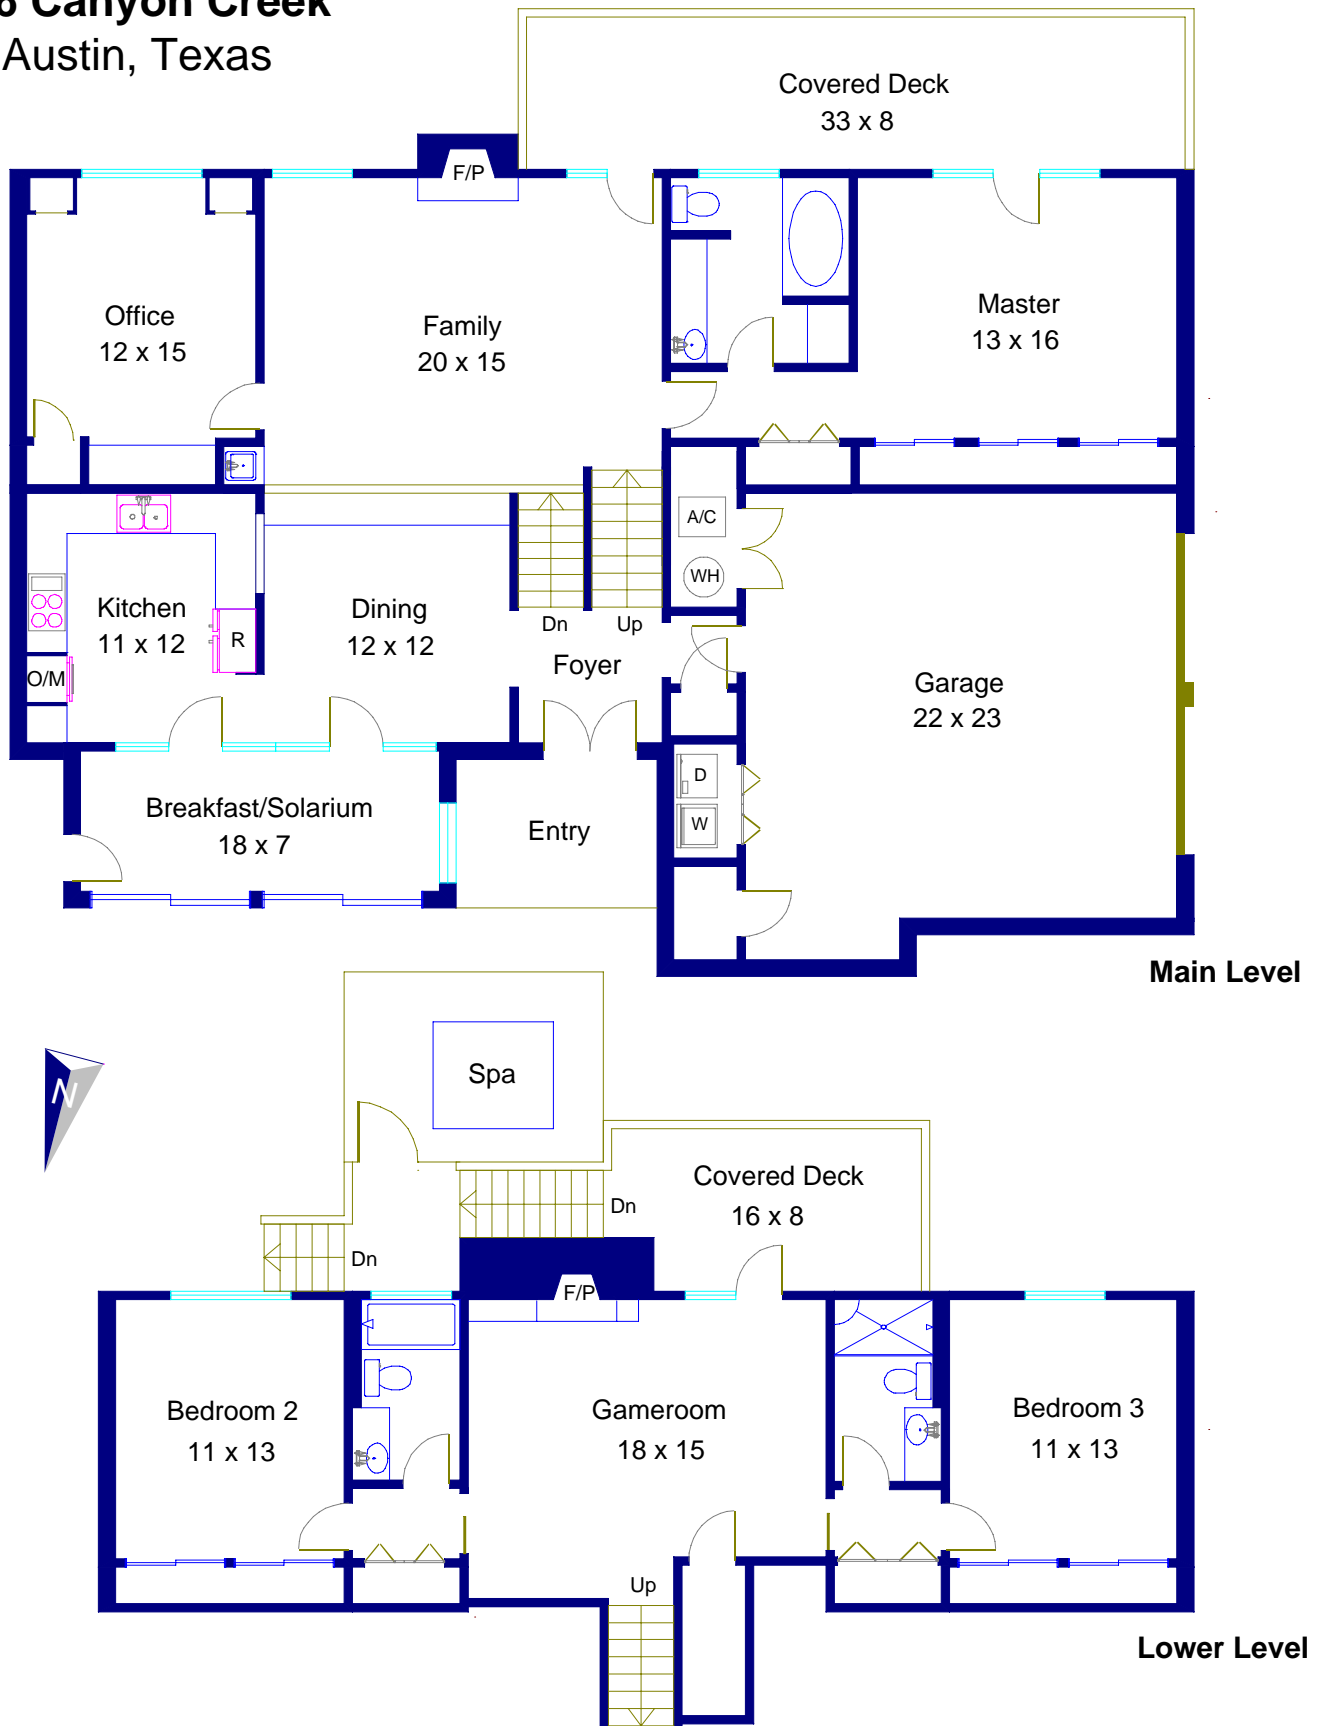 6 Canyon Creek
Austin, Texas
Covered Deck
33 x 8
F/P
Office
12 x 15
Family
20 x 15
Master
13 x 16
A/C
WH
Kitchen
11 x 12
R
O/M
Dining
12 x 12
Dn
Up
Foyer
Garage
22 x 23
D
W
Breakfast/Solarium
18 x 7
Entry
Main Level
N
Spa
Covered Deck
16 x 8
Dn
Dn
F/P
Bedroom 2
11 x 13
Gameroom
18 x 15
Bedroom 3
11 x 13
Up
Lower Level